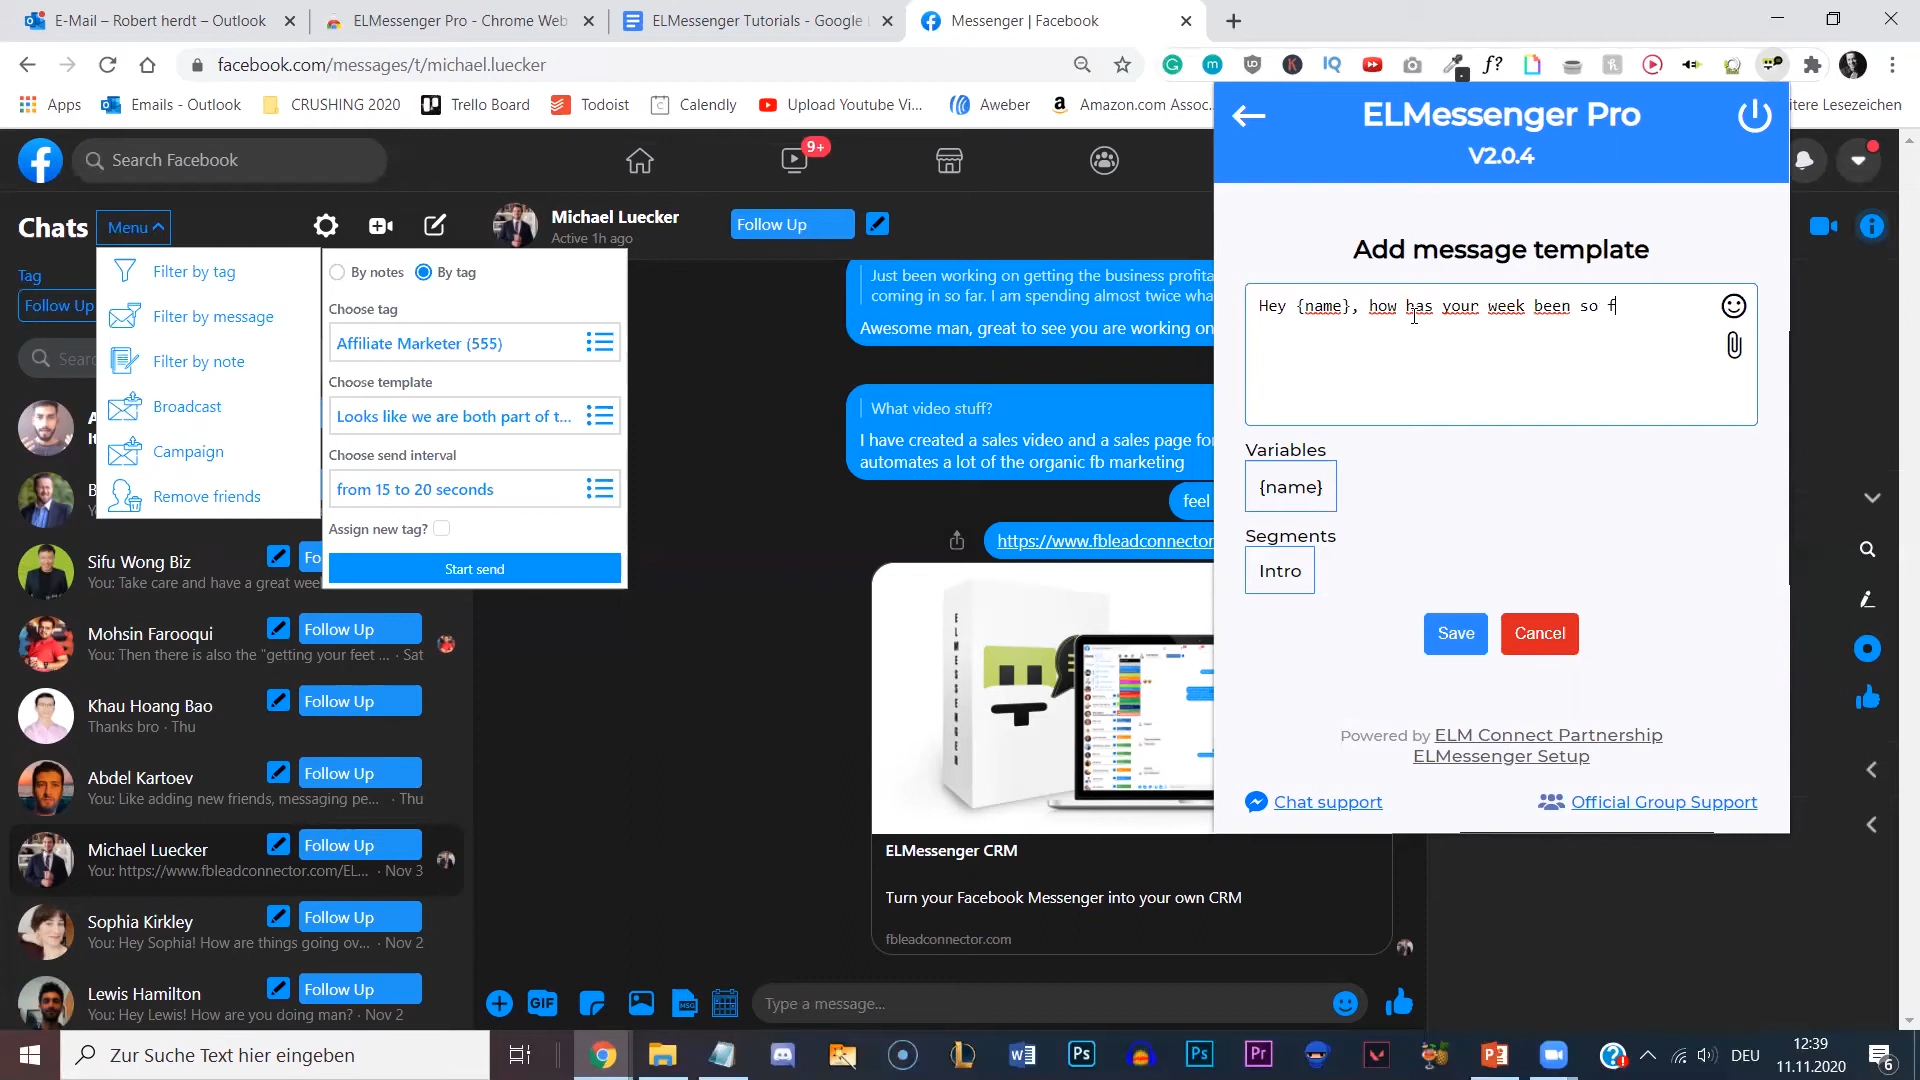 E-Mail – Robert herdt – Outlook
ELMessenger Pro - Chrome Web
ELMessenger Tutorials - Google
Messenger | Facebook
facebook.com/messages/t/michael.luecker
Apps
Emails - Outlook
CRUSHING 2020
Trello Board
Todoist
Calendly
Upload Youtube Vi...
Aweber
Amazon.com Assoc.
itere Lesezeichen
Search Facebook
9+
Chats
Menu
Michael Luecker
Active 1h ago
Follow Up
Tag
Follow Up
Filter by tag
Filter by message
Filter by note
Broadcast
Campaign
Remove friends
By notes
By tag
Choose tag
Affiliate Marketer (555)
Choose template
Looks like we are both part of t...
Choose send interval
from 15 to 20 seconds
Assign new tag?
Start send
Sifu Wong Biz
You: Take care and have a great wee
Mohsin Farooqui
Follow Up
You: Then there is also the "getting your feet ... · Sat
Khau Hoang Bao
Follow Up
Thanks bro · Thu
Abdel Kartoev
Follow Up
You: Like adding new friends, messaging pe... · Thu
Michael Luecker
Follow Up
You: https://www.fbleadconnector.com/EL... · Nov 3
Sophia Kirkley
Follow Up
You: Hey Sophia! How are things going ov... · Nov 2
Lewis Hamilton
Follow Up
You: Hey Lewis! How are you doing man? · Nov 2
Just been working on getting the business profita
coming in so far. I am spending almost twice wha
Awesome man, great to see you are working on
What video stuff?
I have created a sales video and a sales page for
automates a lot of the organic fb marketing
feel
https://www.fbleadconnector
ELMESSENGER
ELMessenger CRM
Turn your Facebook Messenger into your own CRM
fbleadconnector.com
GIF
Type a message...
ELMessenger Pro
V2.0.4
Add message template
Hey {name}, how has your week been so f
Variables
{name}
Segments
Intro
Save
Cancel
Powered by ELM Connect Partnership
ELMessenger Setup
Chat support
Official Group Support
Zur Suche Text hier eingeben
DEU
12:39
11.11.2020
6